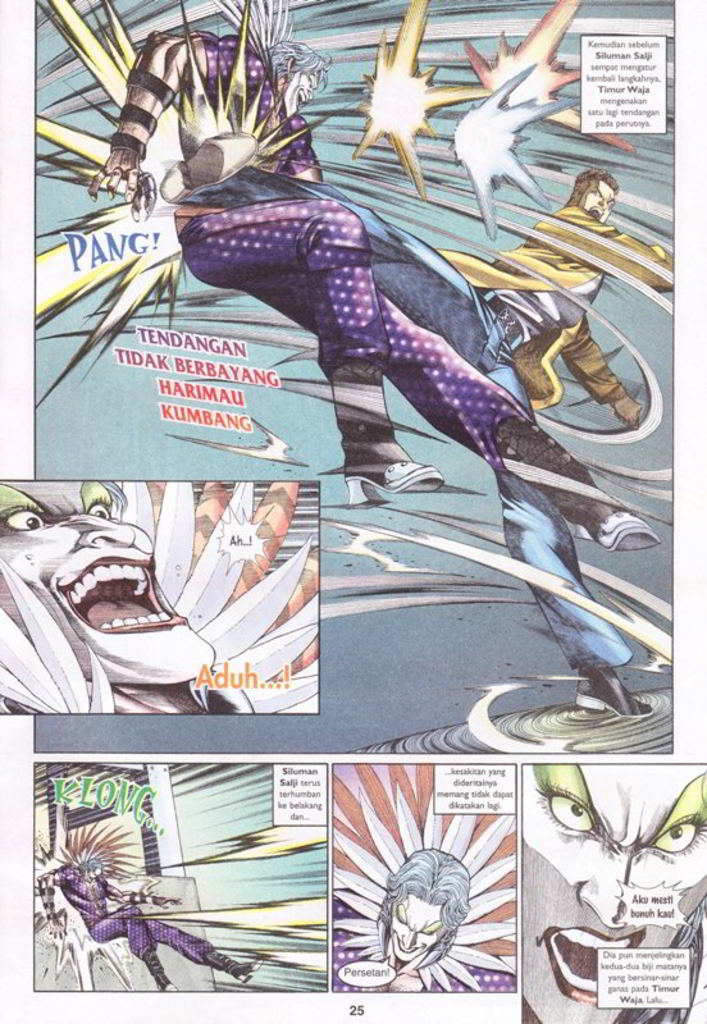 Kemudian sebelum
Siluman Salji
sempat mengatur
kembali langkahnya,
Timur Waja
mengenakan
satu lagi tendangan
pada perutnya.
PANG!
TENDANGAN
TIDAK BERBAYANG
HARIMAU
KUMBANG
Ah..!
Aduh...!
KLONG...
Siluman
Salji terus
terhumban
ke belakang
dan...
...kesakitan yang
dideritainya
memang tidak dapat
dikatakan lagi.
Persetan!
Aku mesti
bunuh kau!
Dia pun menjelingkan
kedua-dua biji matanya
yang bersinar-sinar
ganas pada Timur
Waja. Lalu...
25